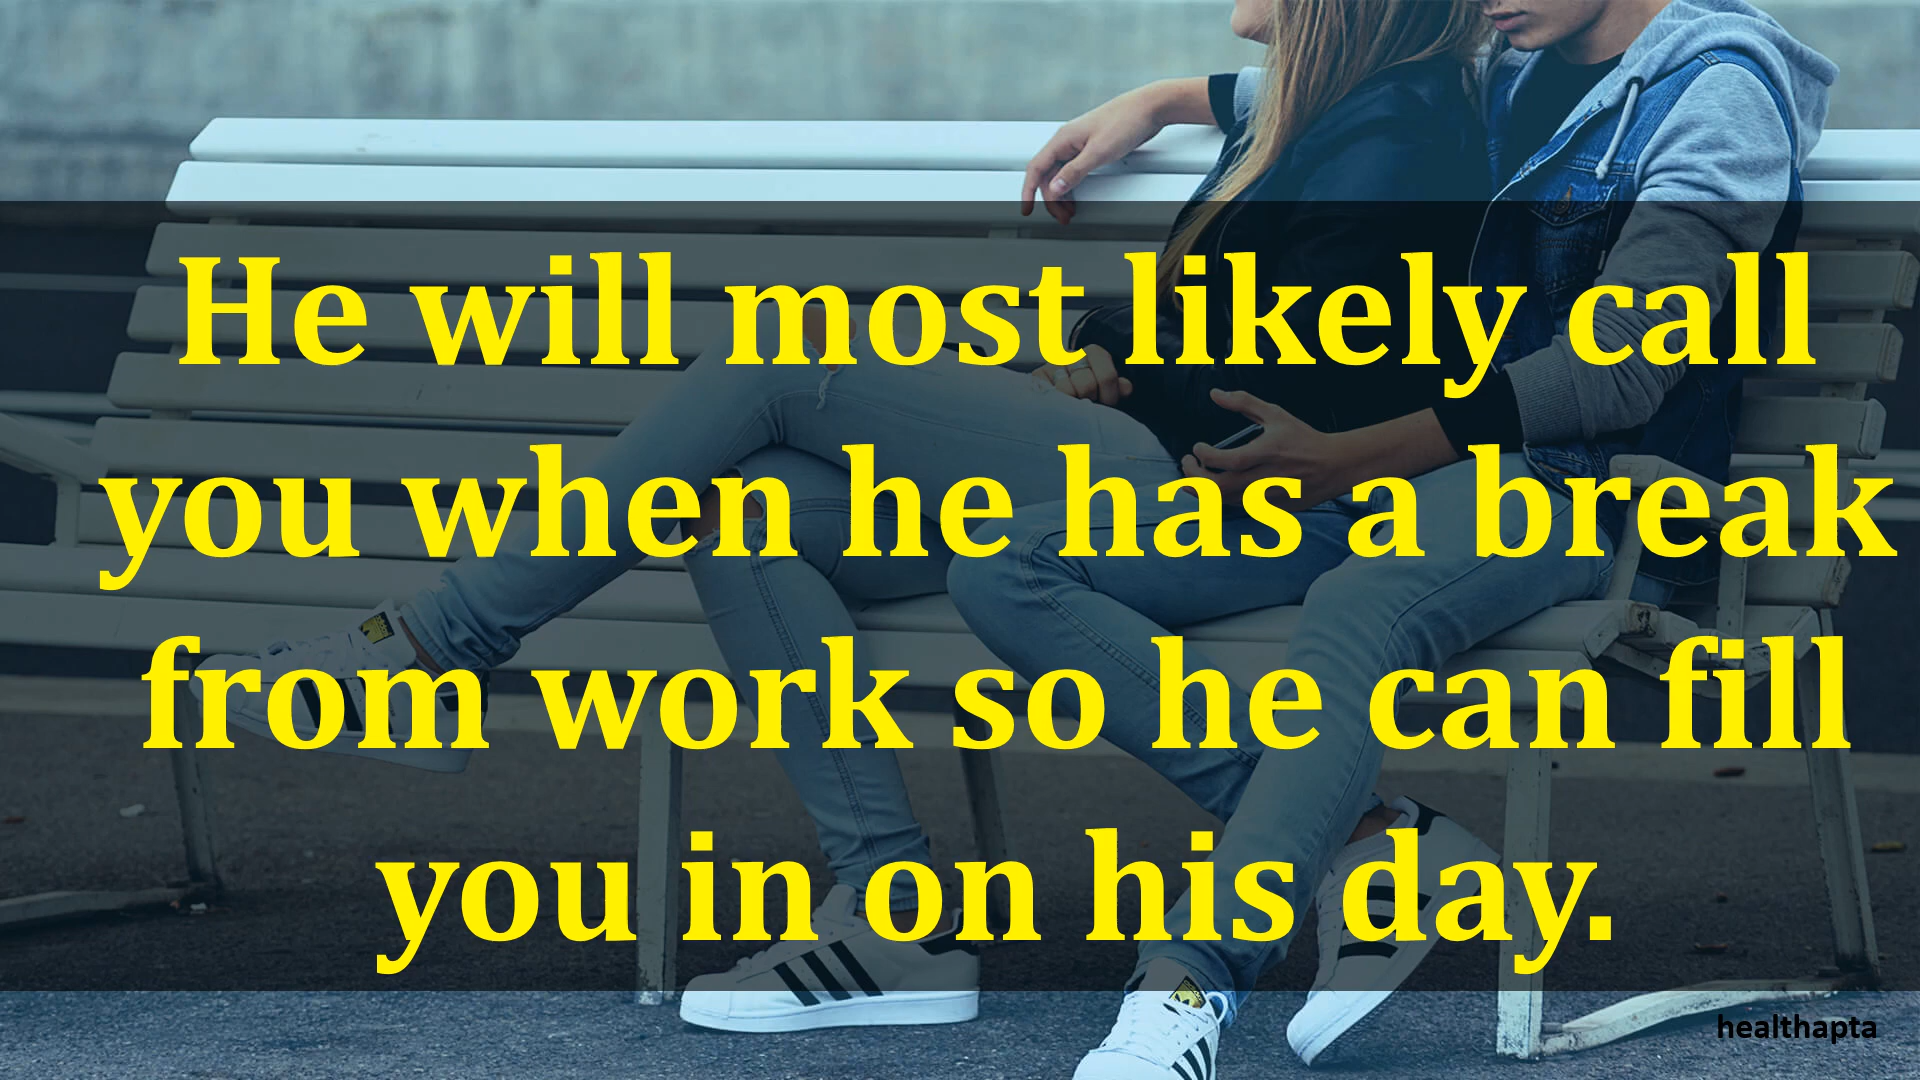 He will most likely call
you when he has a break
from work so he can fill
you in on his day.
healthapta